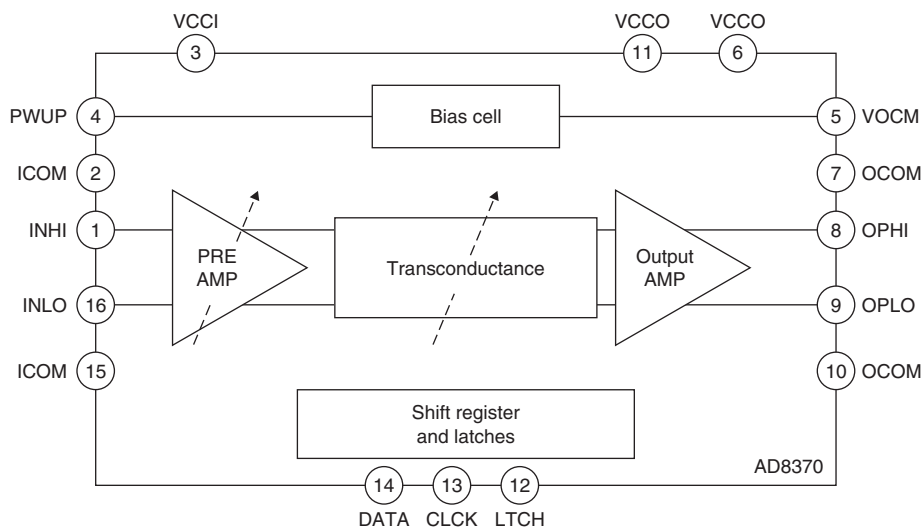 VCCI
VCCO
VCCO
3
11
6
PWUP
4
Bias cell
5
VOCM
ICOM
2
7
OCOM
INHI
1
8
OPHI
PRE
AMP
Transconductance
Output
AMP
INLO
16
9
OPLO
ICOM
15
10
OCOM
Shift register
and latches
AD8370
14
13
12
DATA
CLCK
LTCH